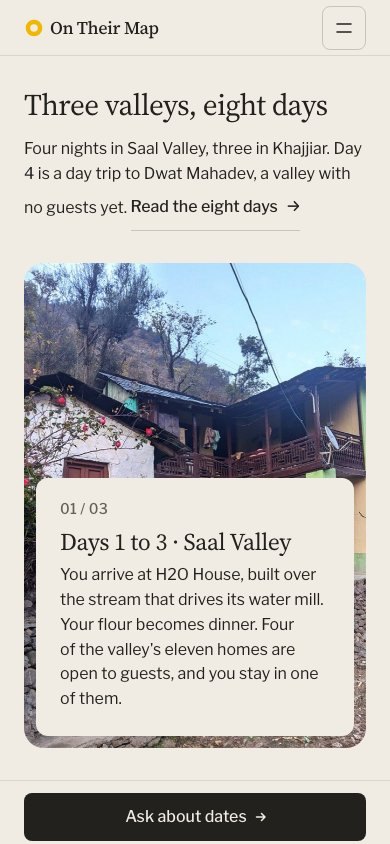 On Their Map
Three valleys, eight days
Four nights in Saal Valley, three in Khajjiar. Day
4 is a day trip to Dwat Mahadev, a valley with
no guests yet. Read the eight days →
01 / 03
Days 1 to 3 · Saal Valley
You arrive at H2O House, built over
the stream that drives its water mill.
Your flour becomes dinner. Four
of the valley’s eleven homes are
open to guests, and you stay in one
of them.
Ask about dates →